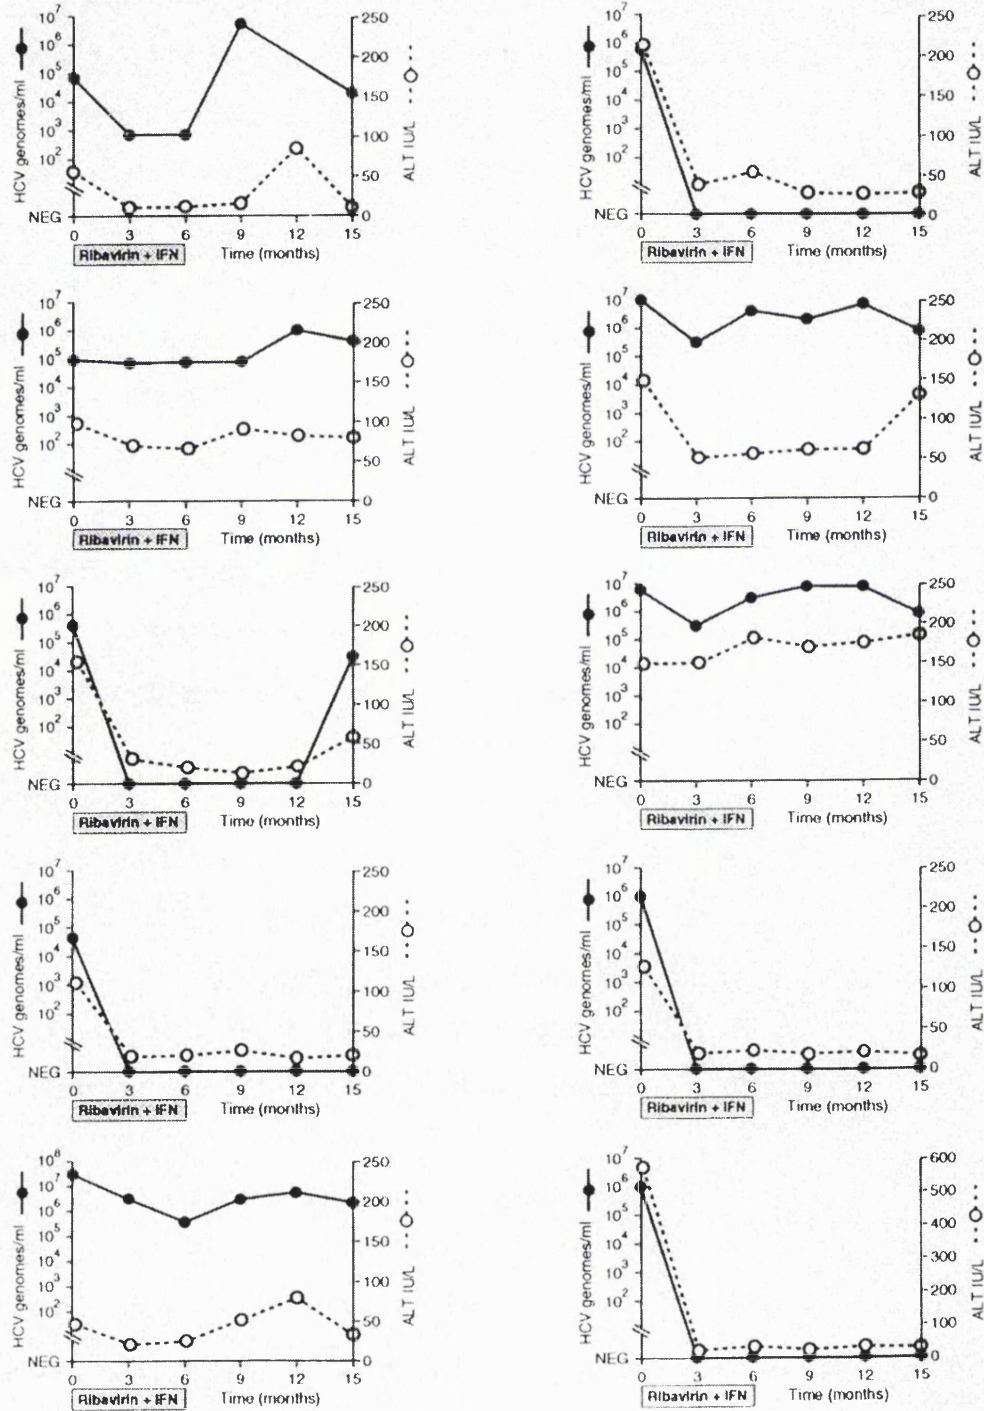 HCV genomes/ml
10⁷
10⁶
10⁵
10⁴
10³
10²
NEG
250
200
150
100
50
0
ALT IU/L
0 3 6 9 12 15
Ribavirin + IFN Time (months)
HCV genomes/ml
10⁷
10⁶
10⁵
10⁴
10³
10²
NEG
250
200
150
100
50
0
ALT IU/L
0 3 6 9 12 15
Ribavirin + IFN Time (months)
HCV genomes/ml
10⁷
10⁶
10⁵
10⁴
10³
10²
NEG
250
200
150
100
50
0
ALT IU/L
0 3 6 9 12 15
Ribavirin + IFN Time (months)
HCV genomes/ml
10⁷
10⁶
10⁵
10⁴
10³
10²
NEG
250
200
150
100
50
0
ALT IU/L
0 3 6 9 12 15
Ribavirin + IFN Time (months)
HCV genomes/ml
10⁷
10⁶
10⁵
10⁴
10³
10²
NEG
250
200
150
100
50
0
ALT IU/L
0 3 6 9 12 15
Ribavirin + IFN Time (months)
HCV genomes/ml
10⁷
10⁶
10⁵
10⁴
10³
10²
NEG
250
200
150
100
50
0
ALT IU/L
0 3 6 9 12 15
Ribavirin + IFN Time (months)
HCV genomes/ml
10⁷
10⁶
10⁵
10⁴
10³
10²
NEG
250
200
150
100
50
0
ALT IU/L
0 3 6 9 12 15
Ribavirin + IFN Time (months)
HCV genomes/ml
10⁷
10⁶
10⁵
10⁴
10³
10²
NEG
250
200
150
100
50
0
ALT IU/L
0 3 6 9 12 15
Ribavirin + IFN Time (months)
HCV genomes/ml
10⁸
10⁷
10⁶
10⁵
10⁴
10³
10²
NEG
250
200
150
100
50
0
ALT IU/L
0 3 6 9 12 15
Ribavirin + IFN Time (months)
HCV genomes/ml
10⁷
10⁶
10⁵
10⁴
10³
10²
NEG
600
500
400
300
200
100
0
ALT IU/L
0 3 6 9 12 15
Ribavirin + IFN Time (months)